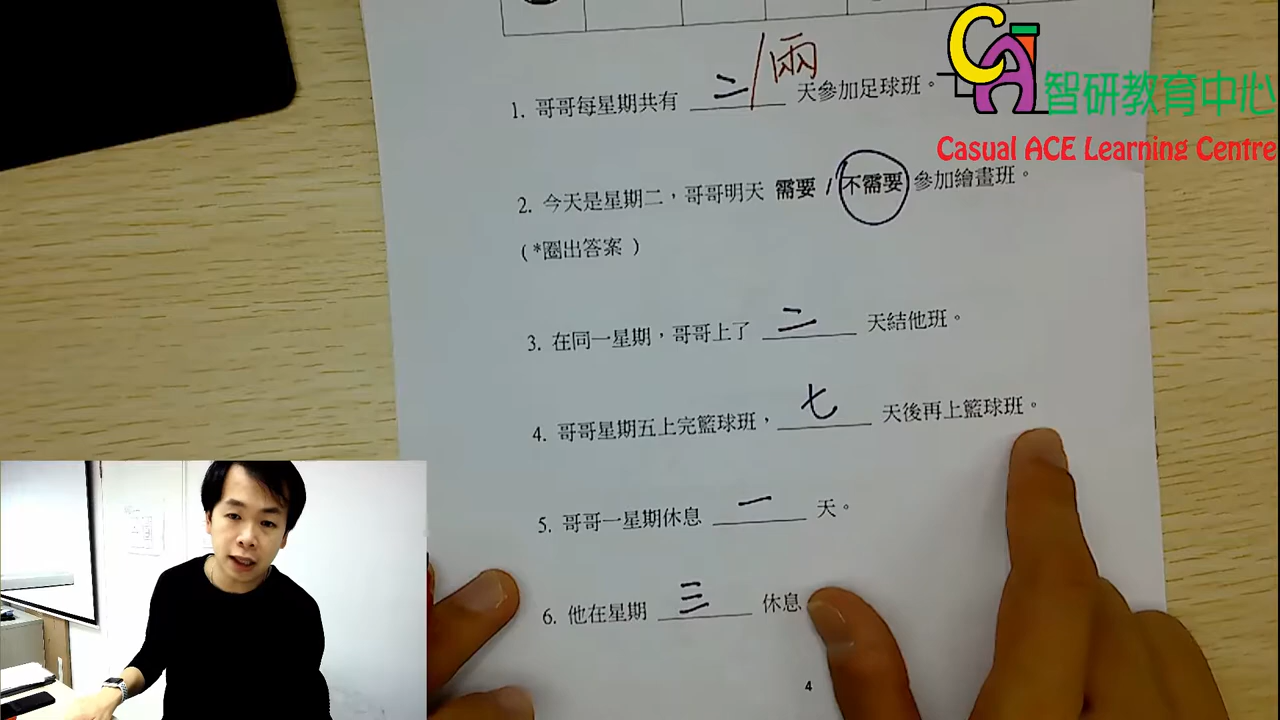 1. 哥哥每星期共有 二/兩 天參加足球班。
2. 今天是星期二，哥哥明天 需要 / 不需要 參加繪畫班。
(*圈出答案 )
3. 在同一星期，哥哥上了 二 天結他班。
4. 哥哥星期五上完籃球班， 七 天後再上籃球班。
5. 哥哥一星期休息 一 天。
6. 他在星期 三 休息
4
CA
智研教育中心
Casual ACE Learning Centre